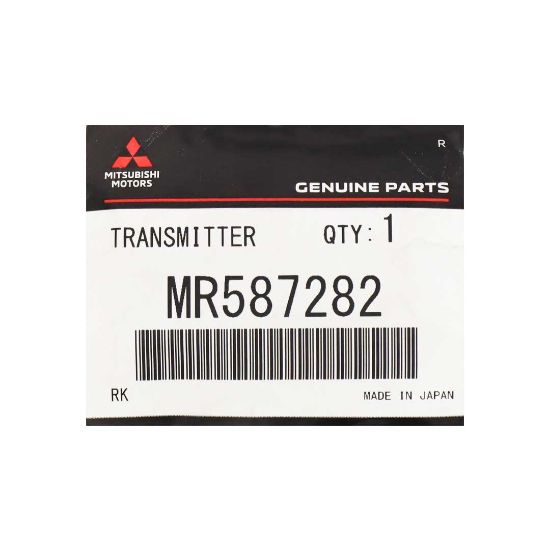 R
MITSUBISHI
MOTORS
GENUINE PARTS
TRANSMITTER QTY: 1
MR587282
RK MADE IN JAPAN